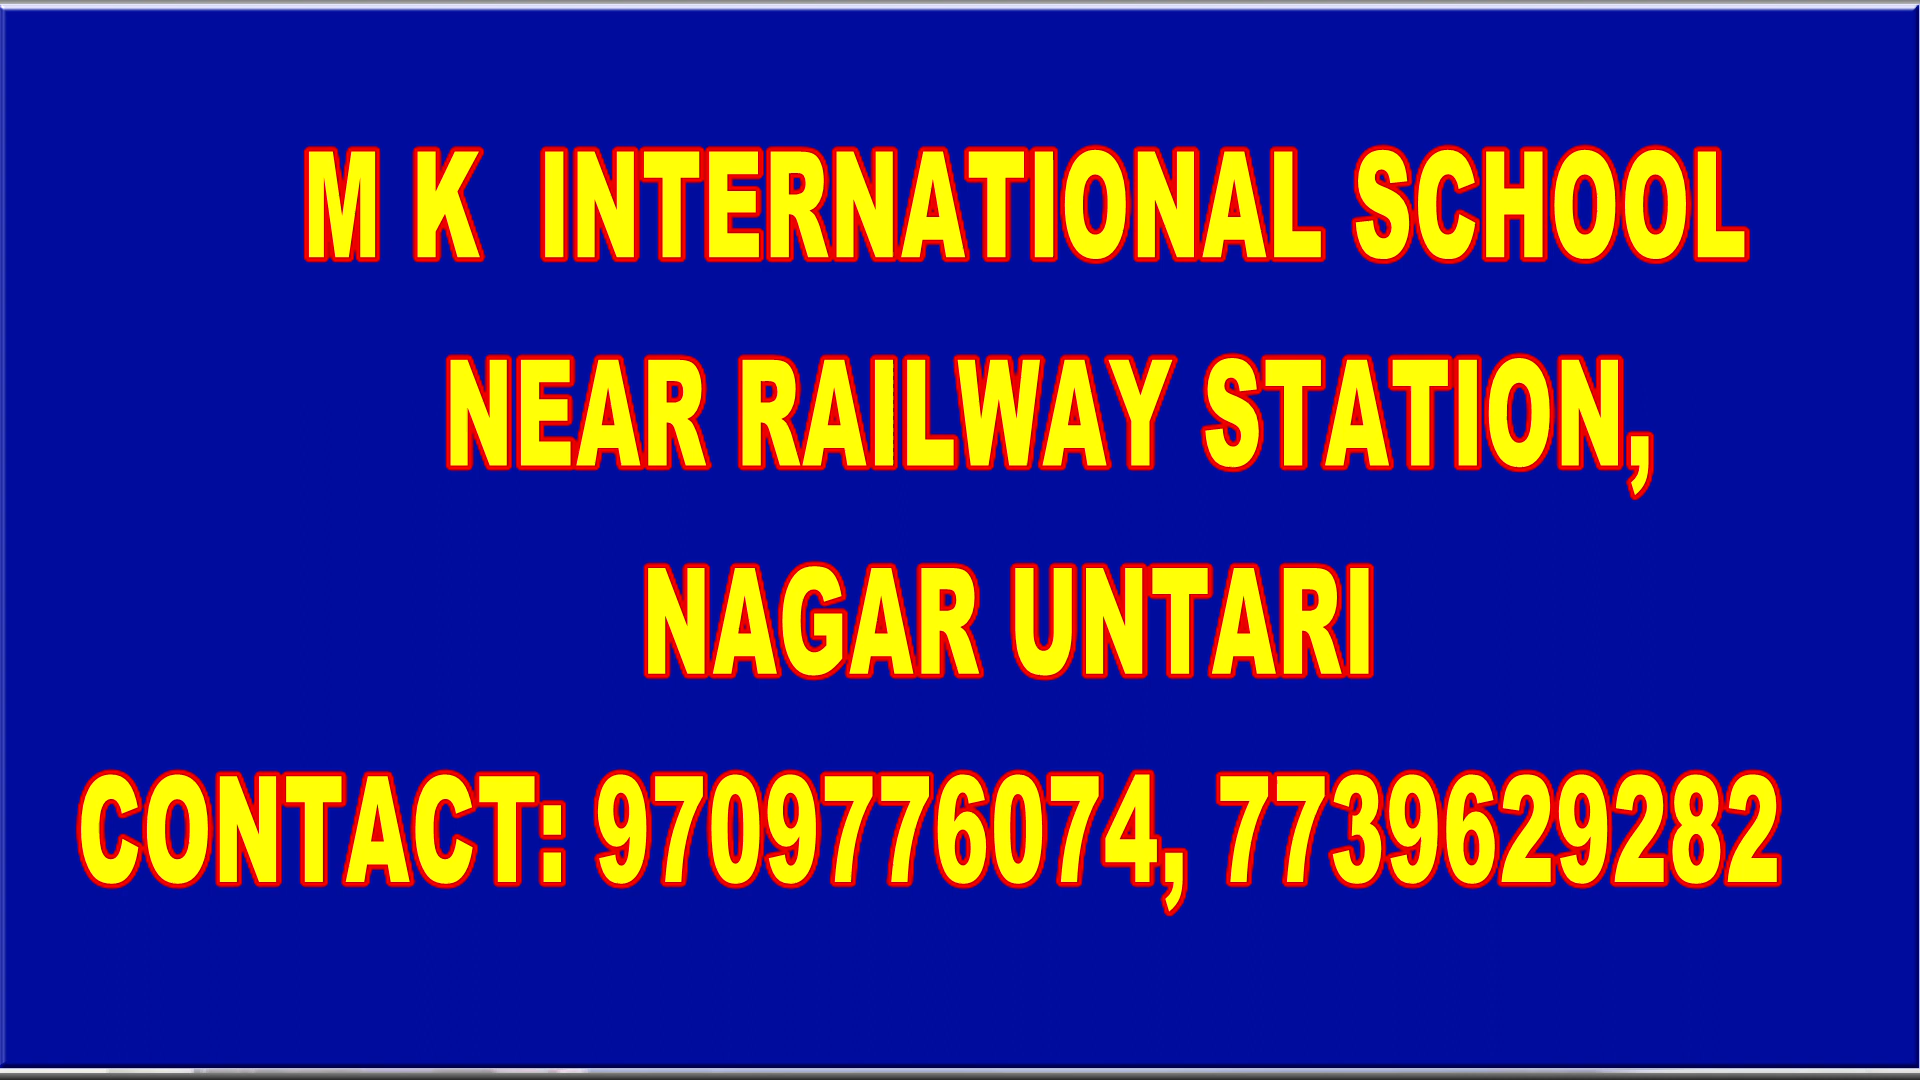 M K INTERNATIONAL SCHOOL
NEAR RAILWAY STATION,
NAGAR UNTARI
CONTACT: 9709776074, 7739629282